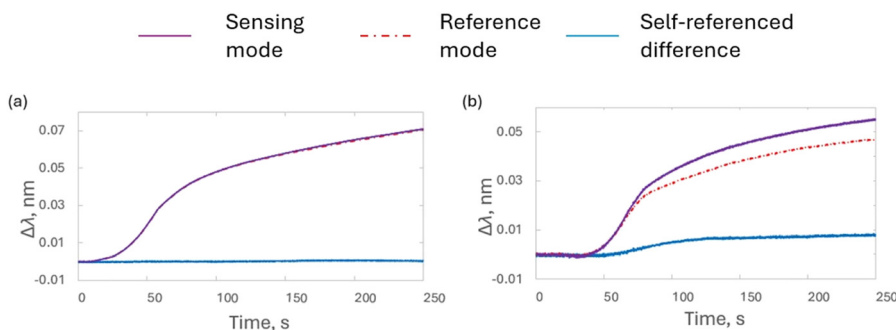 Sensing mode
Reference mode
Self-referenced difference
(a)
0.07
0.05
0.03
0.01
-0.01
Δλ, nm
0
50
100
150
200
250
Time, s
(b)
0.05
0.03
0.01
-0.01
Δλ, nm
0
50
100
150
200
250
Time, s